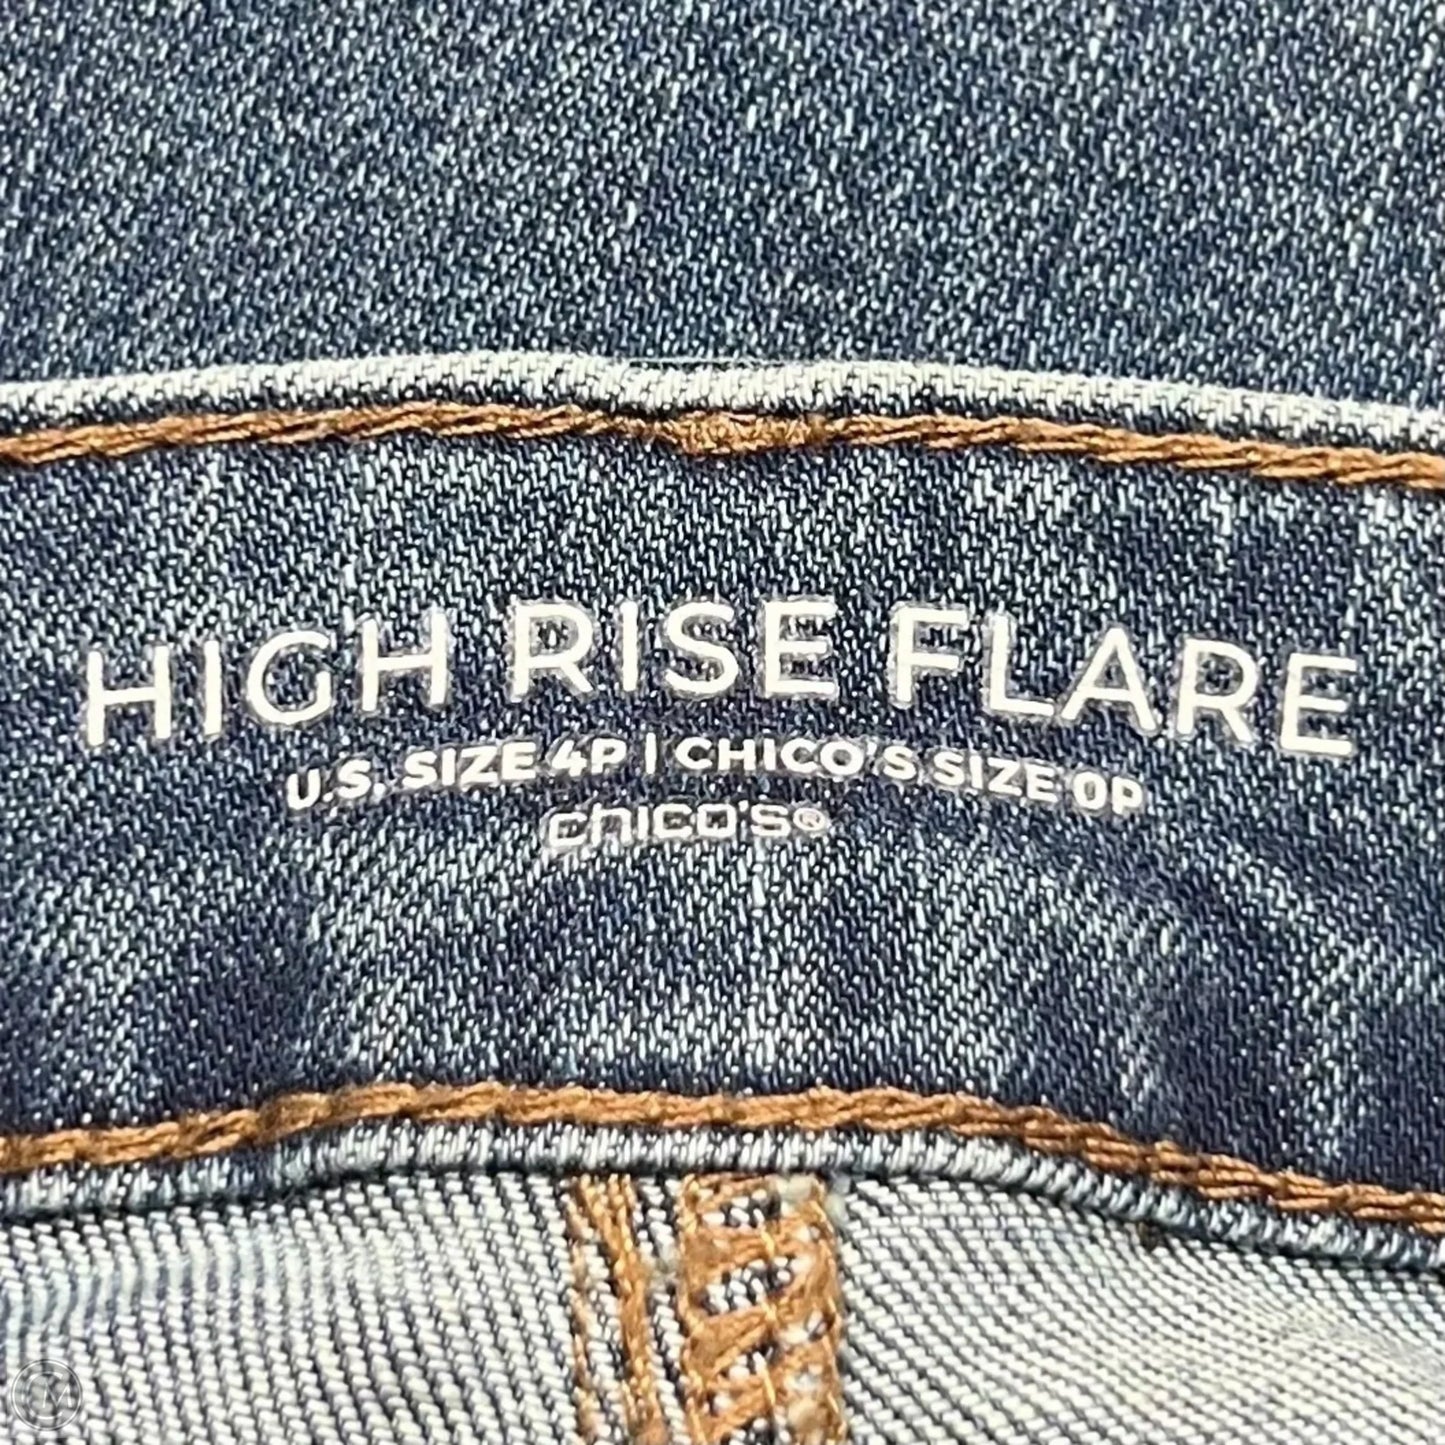 HIGH RISE FLARE
U.S. SIZE 4P | CHICO'S SIZE 0P
chico's®